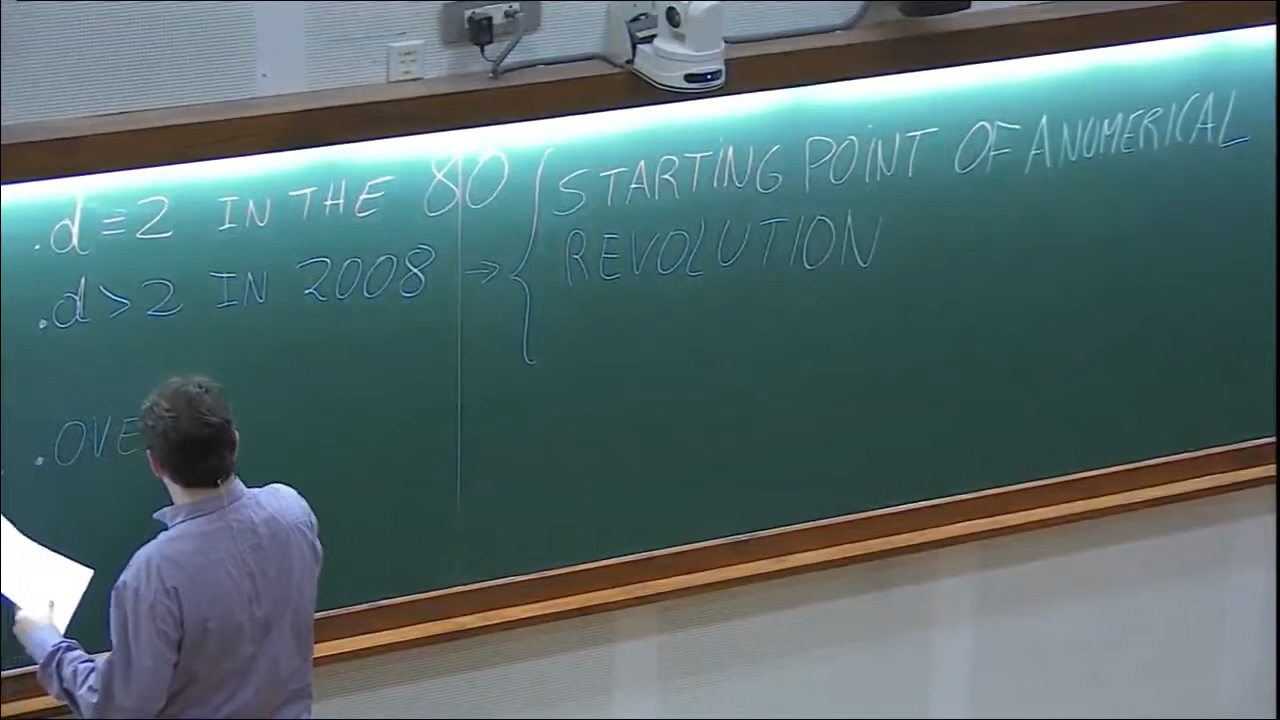 . d = 2 IN THE 80 { STARTING POINT OF A NUMERICAL
. d > 2 IN 2008 → REVOLUTION
. OVE